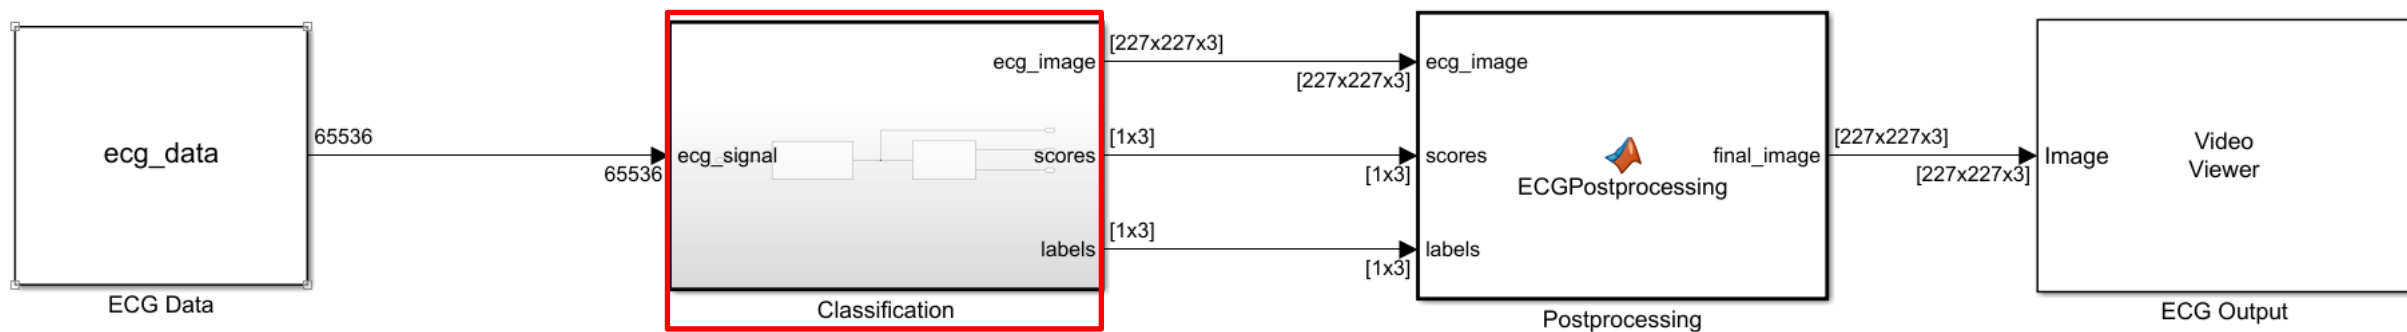 ecg_data
65536
65536
ECG Data
ecg_signal
ecg_image
scores
labels
Classification
[227x227x3]
[227x227x3]
[1x3]
[1x3]
[1x3]
[1x3]
ecg_image
scores
labels
ECGPostprocessing
final_image
Postprocessing
[227x227x3]
[227x227x3]
Image
Video
Viewer
ECG Output